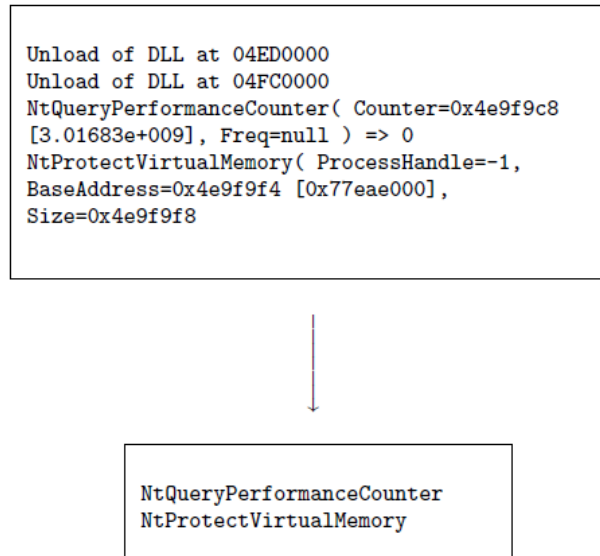 Unload of DLL at 04ED0000
Unload of DLL at 04FC0000
NtQueryPerformanceCounter( Counter=0x4e9f9c8
[3.01683e+009], Freq=null ) => 0
NtProtectVirtualMemory( ProcessHandle=-1,
BaseAddress=0x4e9f9f4 [0x77eae000],
Size=0x4e9f9f8
NtQueryPerformanceCounter
NtProtectVirtualMemory